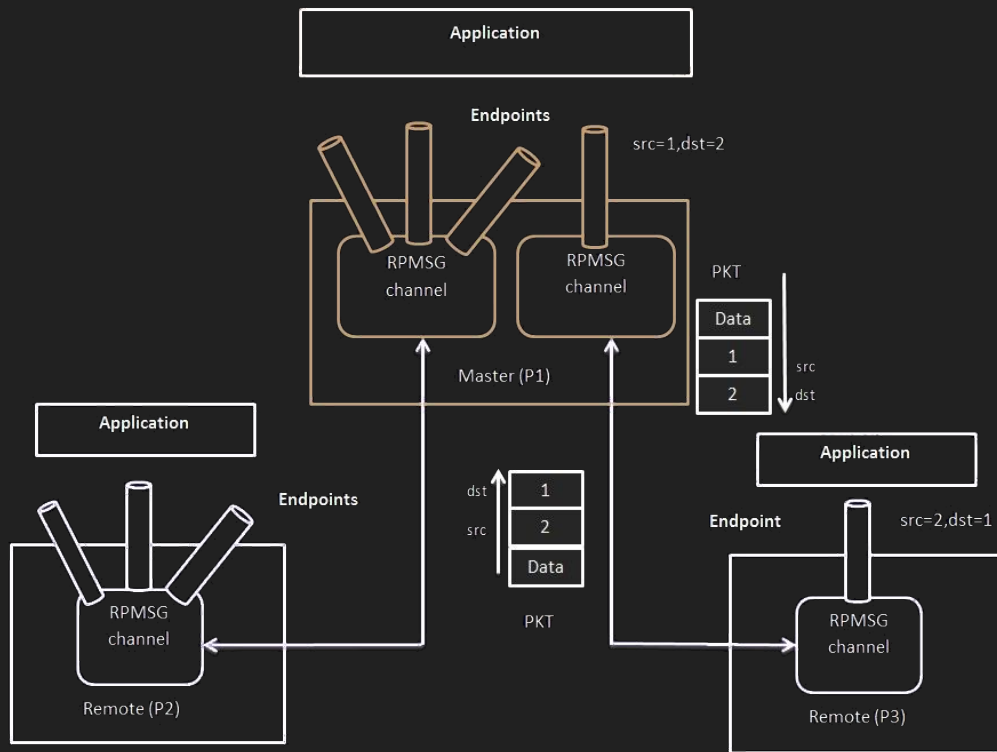 Application
Endpoints
src=1,dst=2
RPMSG
channel
RPMSG
channel
Master (P1)
PKT
Data
1
2
src
dst
Application
Endpoints
RPMSG
channel
Remote (P2)
dst
src
1
2
Data
PKT
Application
Endpoint
src=2,dst=1
RPMSG
channel
Remote (P3)